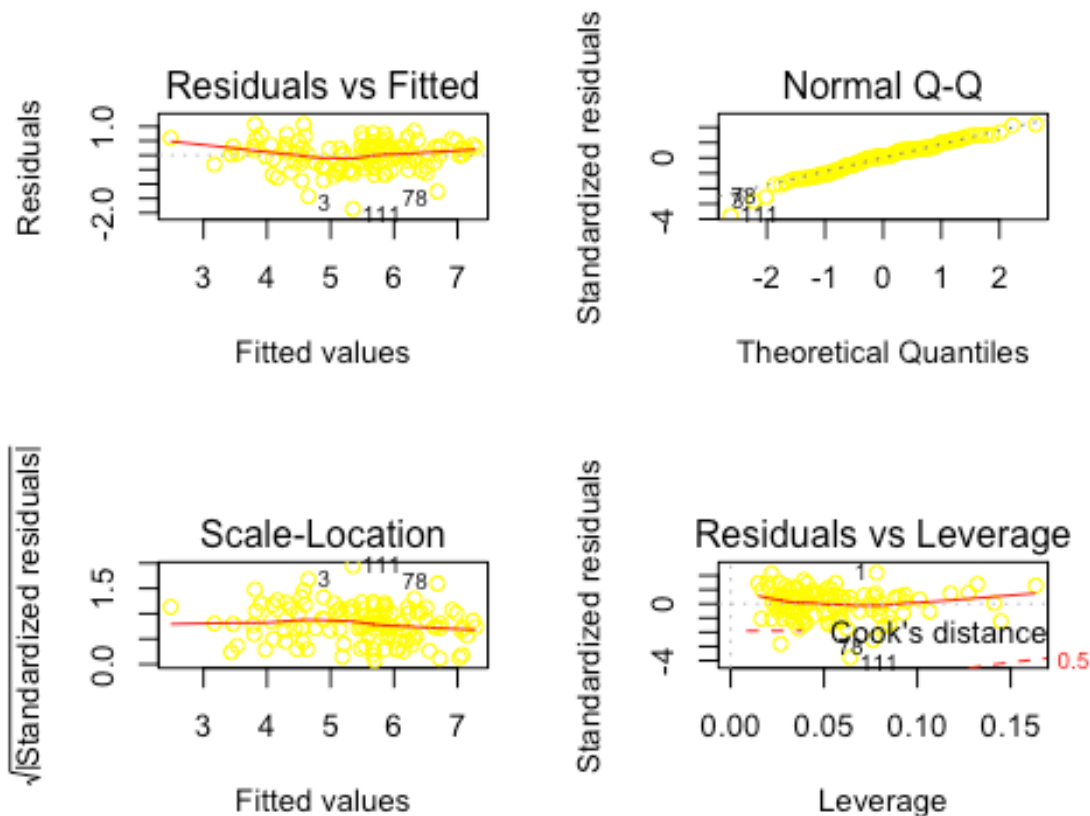 Residuals vs Fitted
Residuals
1.0
-2.0
3
111
78
3 4 5 6 7
Fitted values
Normal Q-Q
Standardized residuals
0
-4
78
111
-2 -1 0 1 2
Theoretical Quantiles
Scale-Location
√|Standardized residuals|
1.5
0.0
3
111
78
3 4 5 6 7
Fitted values
Residuals vs Leverage
Standardized residuals
0
-4
1
Cook's distance
78
111
0.5
0.00 0.05 0.10 0.15
Leverage